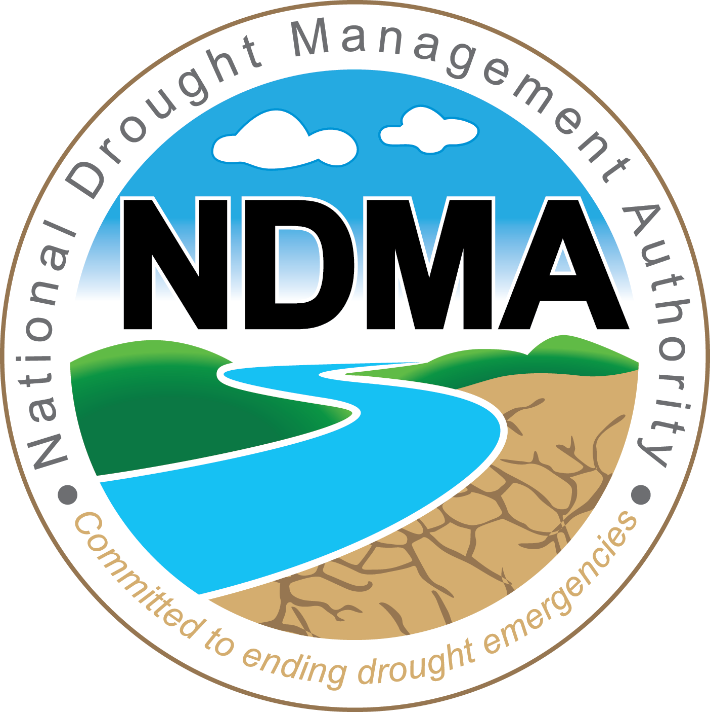 National Drought Management Authority
NDMA
Committed to ending drought emergencies